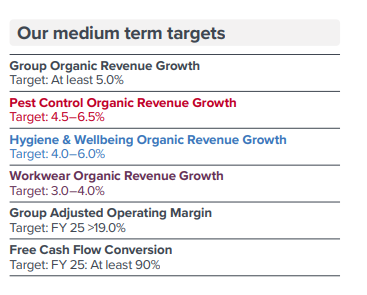 Our medium term targets
Group Organic Revenue Growth
Target: At least 5.0%
Pest Control Organic Revenue Growth
Target: 4.5–6.5%
Hygiene & Wellbeing Organic Revenue Growth
Target: 4.0–6.0%
Workwear Organic Revenue Growth
Target: 3.0–4.0%
Group Adjusted Operating Margin
Target: FY 25 >19.0%
Free Cash Flow Conversion
Target: FY 25: At least 90%